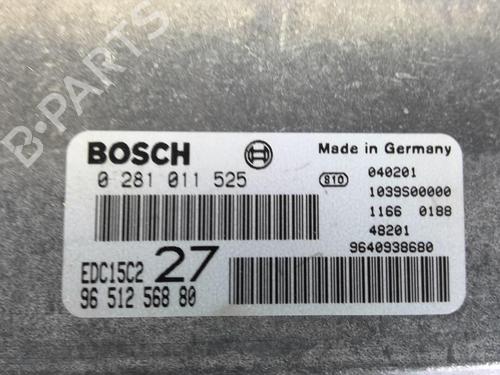 B-PARTS
BOSCH
Made in Germany
0 281 011 525
S10
040201
1039S00000
1166 0188
48201
9640938680
EDC15C2 27
96 512 568 80